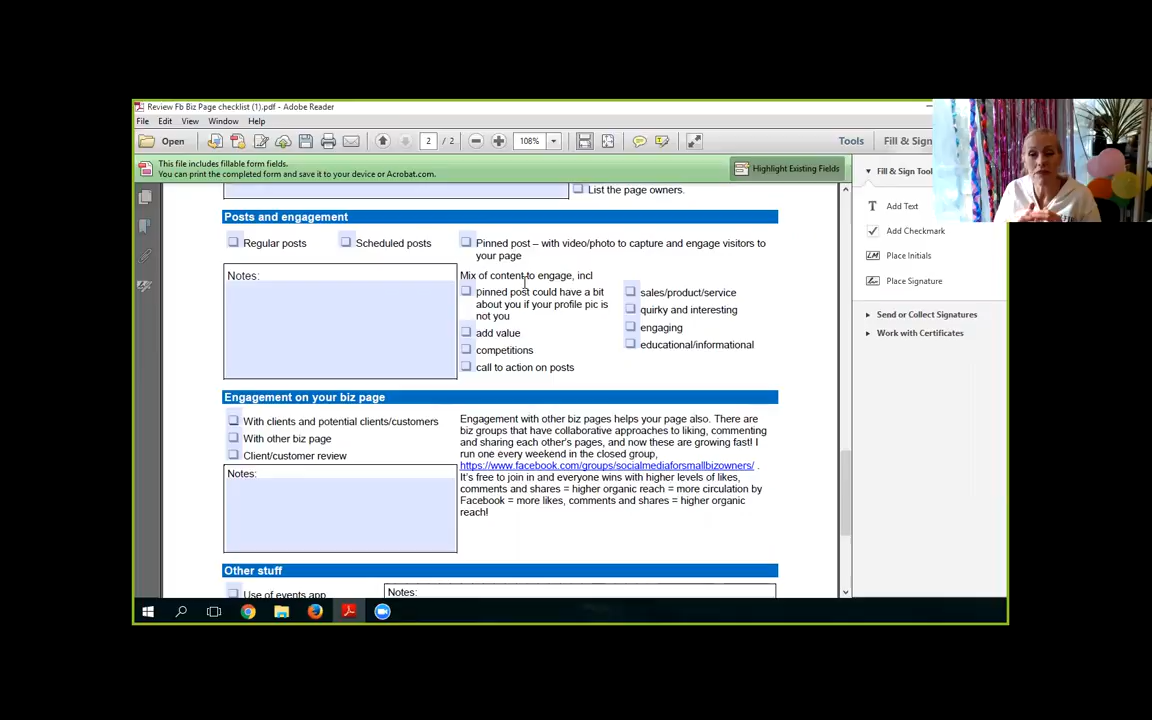 Review Fb Biz Page checklist (1).pdf - Adobe Reader
File Edit View Window Help
Open 2 / 2 108% Tools Fill & Sign
This file includes fillable form fields.
You can print the completed form and save it to your device or Acrobat.com.
Highlight Existing Fields
Fill & Sign Tool
Add Text
Add Checkmark
Place Initials
Place Signature
Send or Collect Signatures
Work with Certificates
List the page owners.
Posts and engagement
Regular posts
Scheduled posts
Pinned post – with video/photo to capture and engage visitors to
your page
Notes:
Mix of content to engage, incl
pinned post could have a bit
about you if your profile pic is
not you
add value
competitions
call to action on posts
sales/product/service
quirky and interesting
engaging
educational/informational
Engagement on your biz page
With clients and potential clients/customers
With other biz page
Client/customer review
Notes:
Engagement with other biz pages helps your page also. There are
biz groups that have collaborative approaches to liking, commenting
and sharing each other's pages, and now these are growing fast! I
run one every weekend in the closed group,
https://www.facebook.com/groups/socialmediaforsmallbizowners/ .
It's free to join in and everyone wins with higher levels of likes,
comments and shares = higher organic reach = more circulation by
Facebook = more likes, comments and shares = higher organic
reach!
Other stuff
Use of events app
Notes: